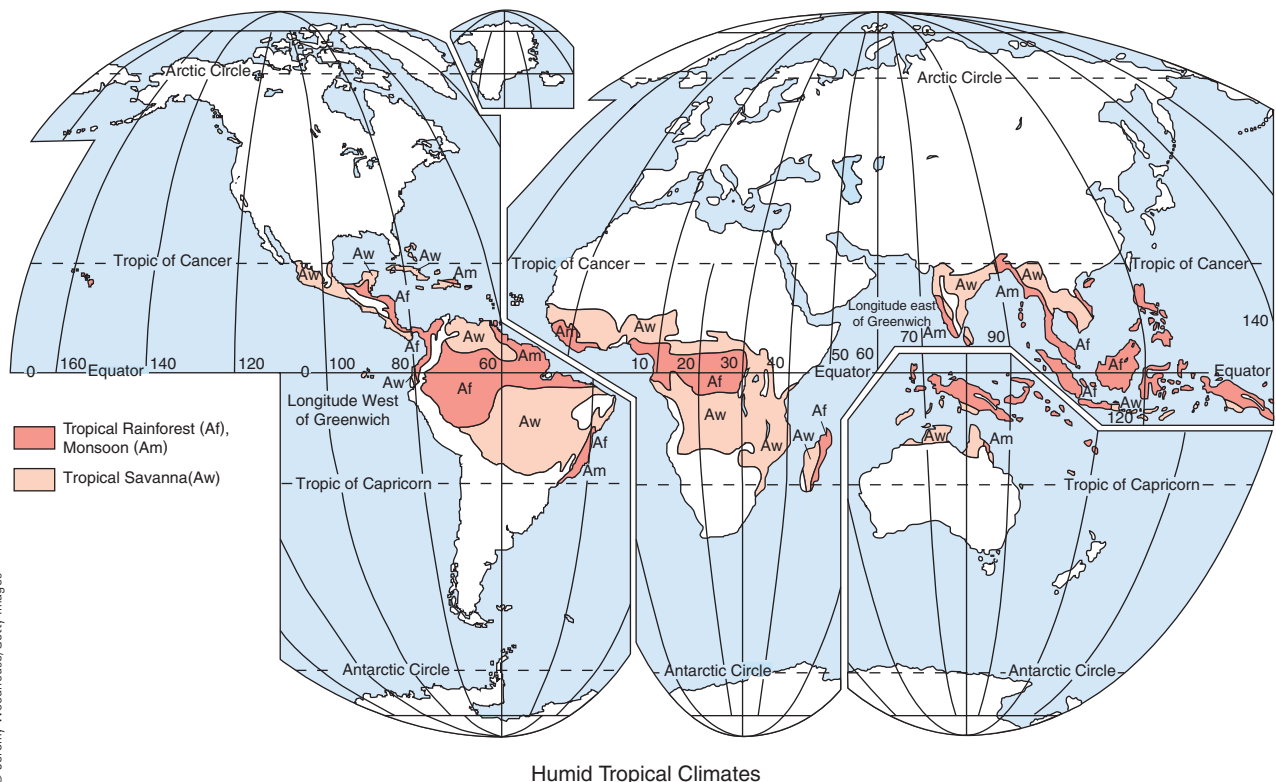 Arctic Circle
Arctic Circle
Tropic of Cancer
Aw
Aw
Aw
Am
Tropic of Cancer
Tropic of Cancer
Aw
Aw
Am
Af
Longitude east
of Greenwich
70
Am
90
140
Af
Aw
Am
Am
Aw
Af
0
160
Equator
140
120
0
100
80
60
Af
Aw
10
20
30
40
Af
Equator
50
60
Af
Af
Aw
120
Equator
Longitude West
of Greenwich
Tropical Rainforest (Af),
Monsoon (Am)
Tropical Savanna(Aw)
Aw
Af
Am
Aw
Aw
Aw
Af
Aw
Am
Tropic of Capricorn
Tropic of Capricorn
Antarctic Circle
Antarctic Circle
Antarctic Circle
Humid Tropical Climates